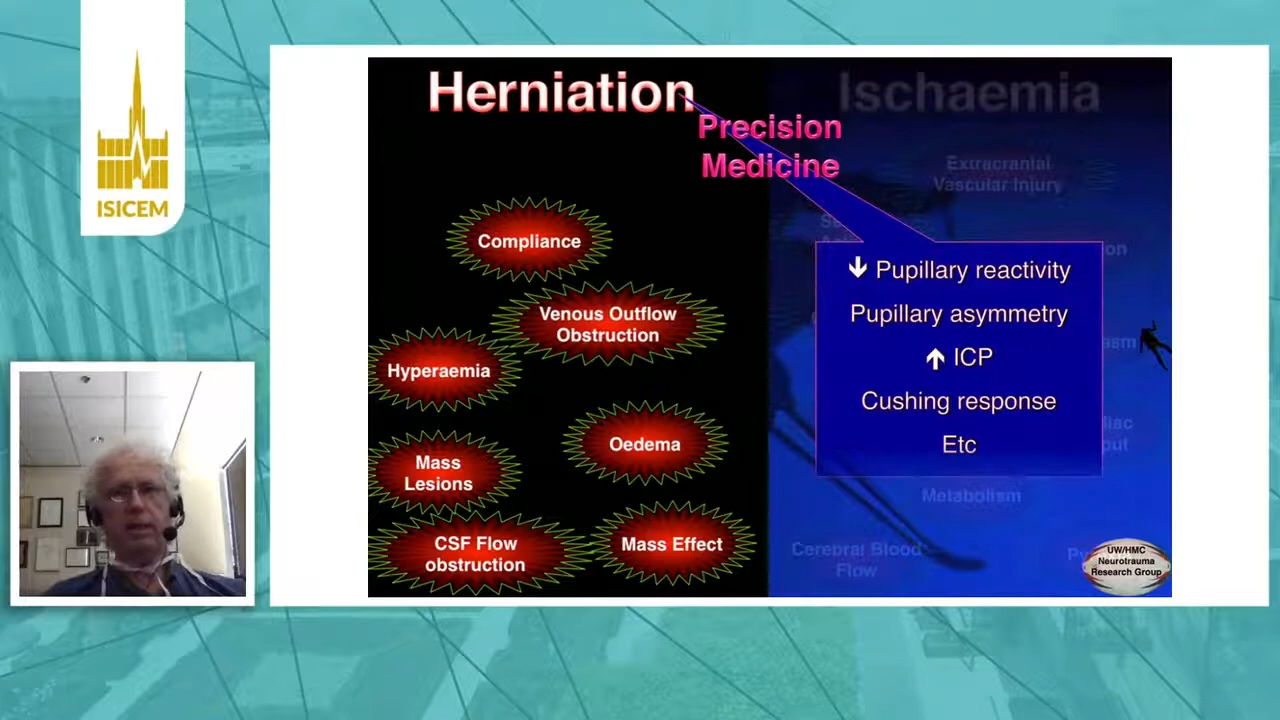 ISICEM
Herniation
Ischaemia
Precision
Medicine
Extracranial
Vascular Injury
Compliance
Pupillary reactivity
Venous Outflow
Obstruction
Pupillary asymmetry
Hyperaemia
ICP
Cushing response
Oedema
Etc
Mass
Lesions
Metabolism
CSF Flow
obstruction
Mass Effect
Cerebral Blood
Flow
UW/HMC
Neurotrauma
Research Group